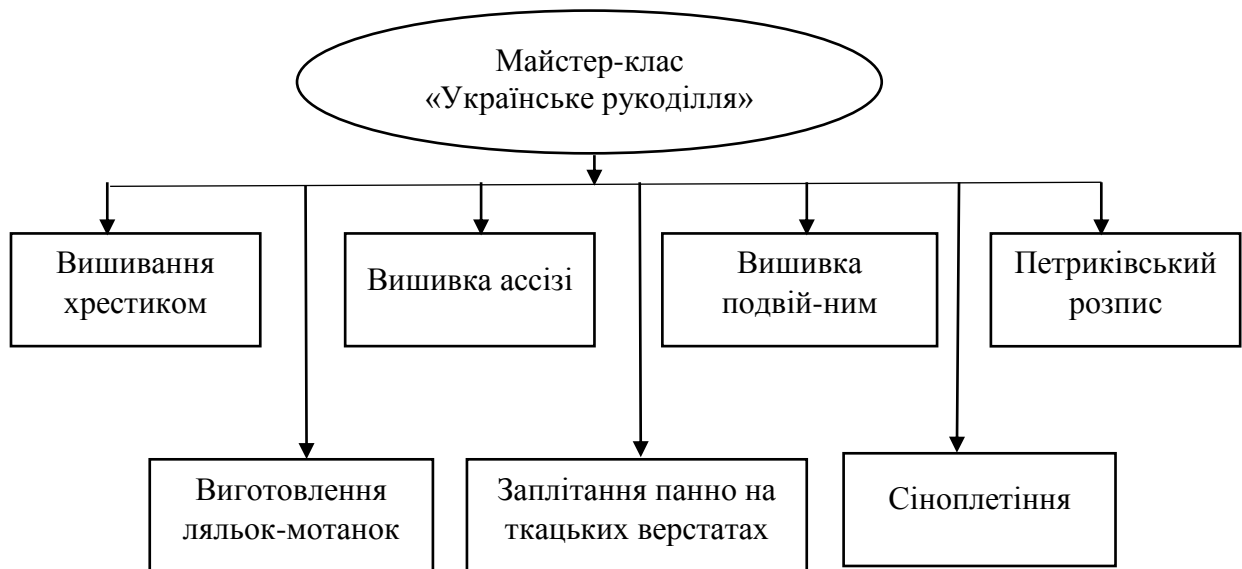 Майстер-клас
«Українське рукоділля»
Вишивання
хрестиком
Вишивка ассізі
Вишивка
подвій-ним
Петриківський
розпис
Виготовлення
ляльок-мотанок
Заплітання панно на
ткацьких верстатах
Сіноплетіння